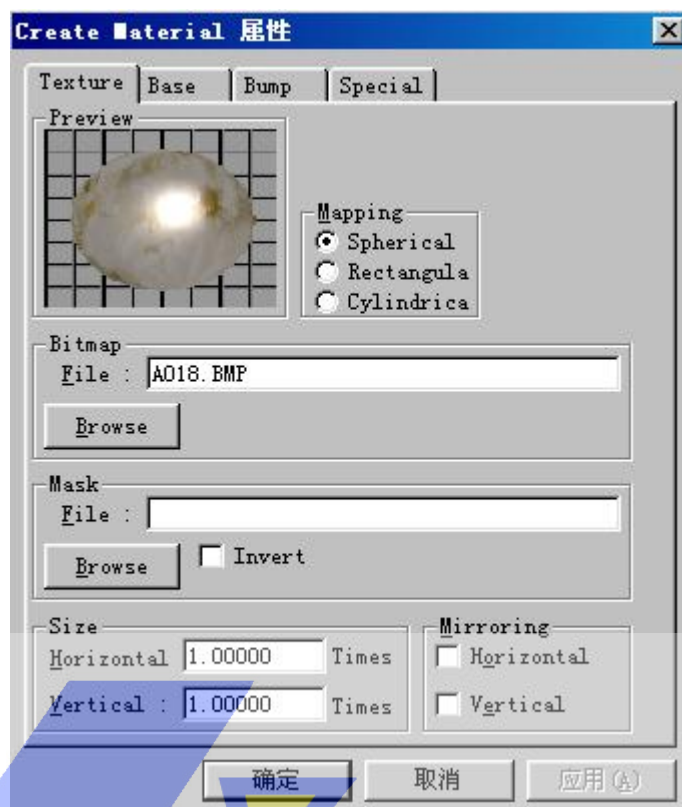 Create Material 属性
Texture Base Bump Special
Preview
Mapping
Spherical
Rectangula
Cylindrica
Bitmap
File : A018.BMP
Browse
Mask
File :
Browse Invert
Size Mirroring
Horizontal 1.00000 Times Horizontal
Vertical : 1.00000 Times Vertical
确定 取消 应用(A)